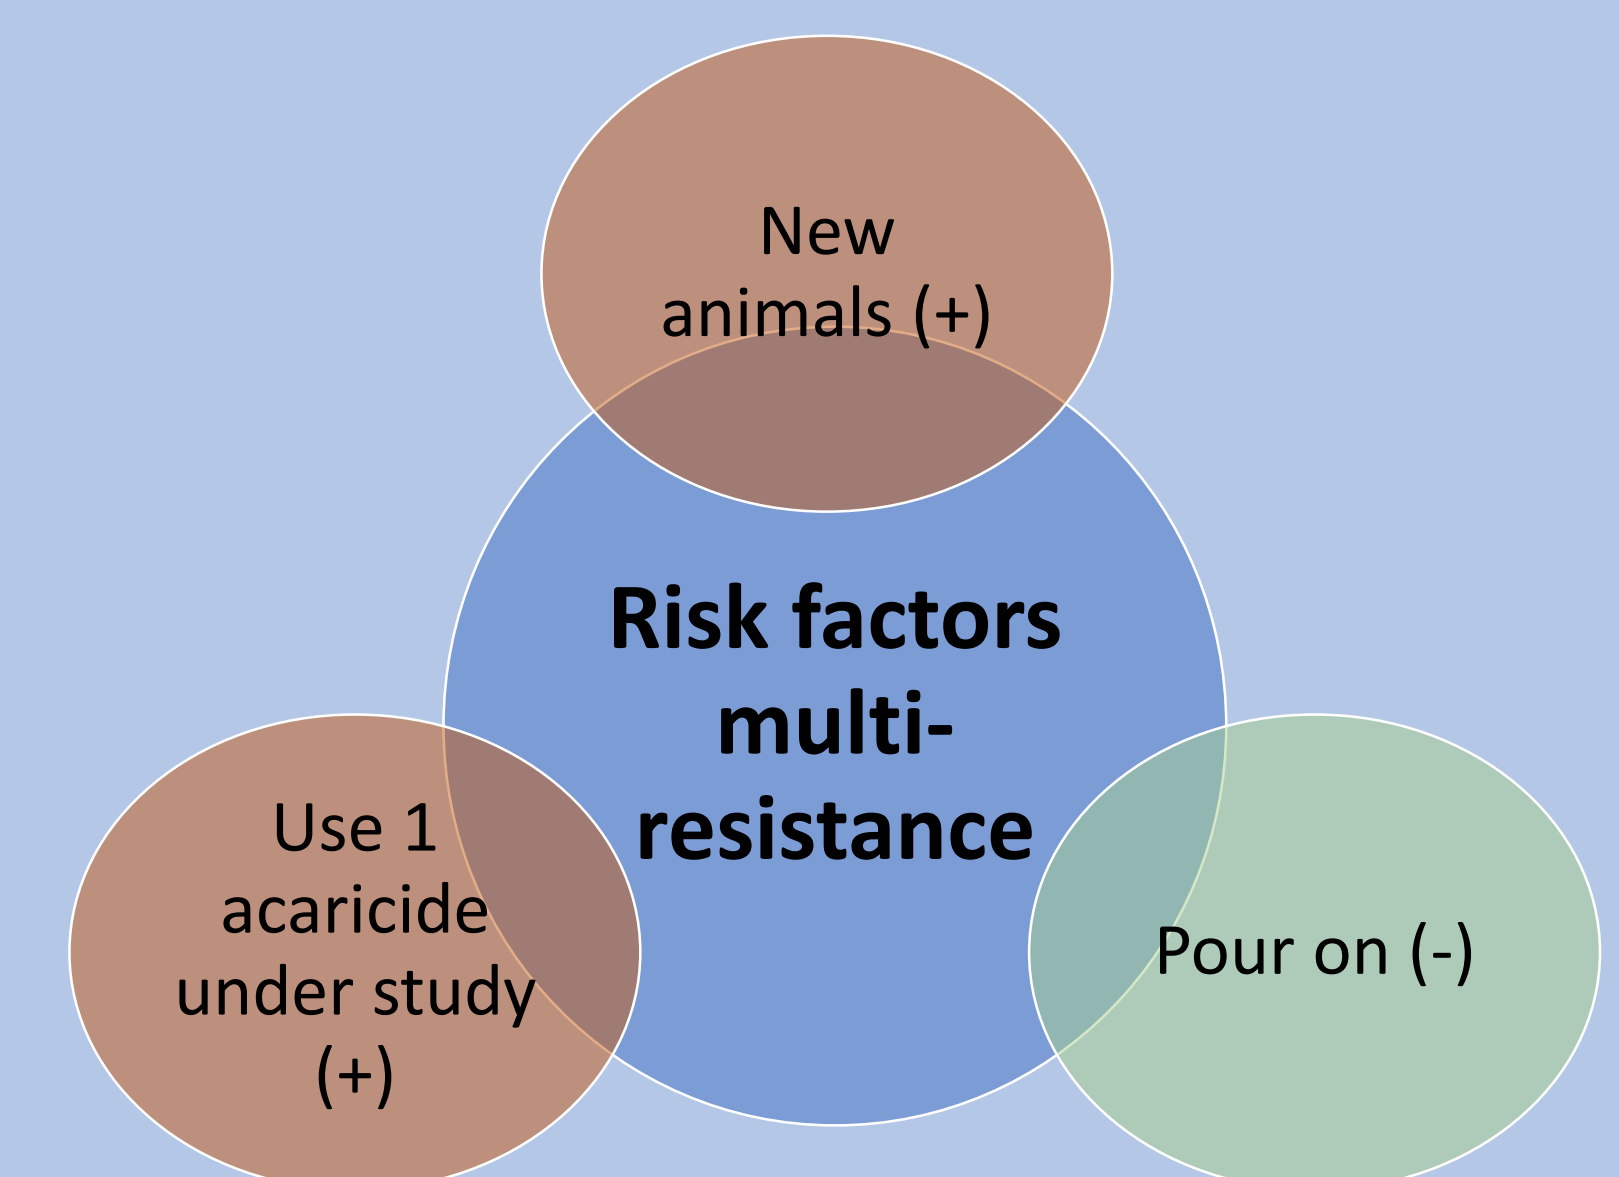 New
animals (+)
Risk factors
multi-
resistance
Use 1
acaricide
under study
(+)
Pour on (-)